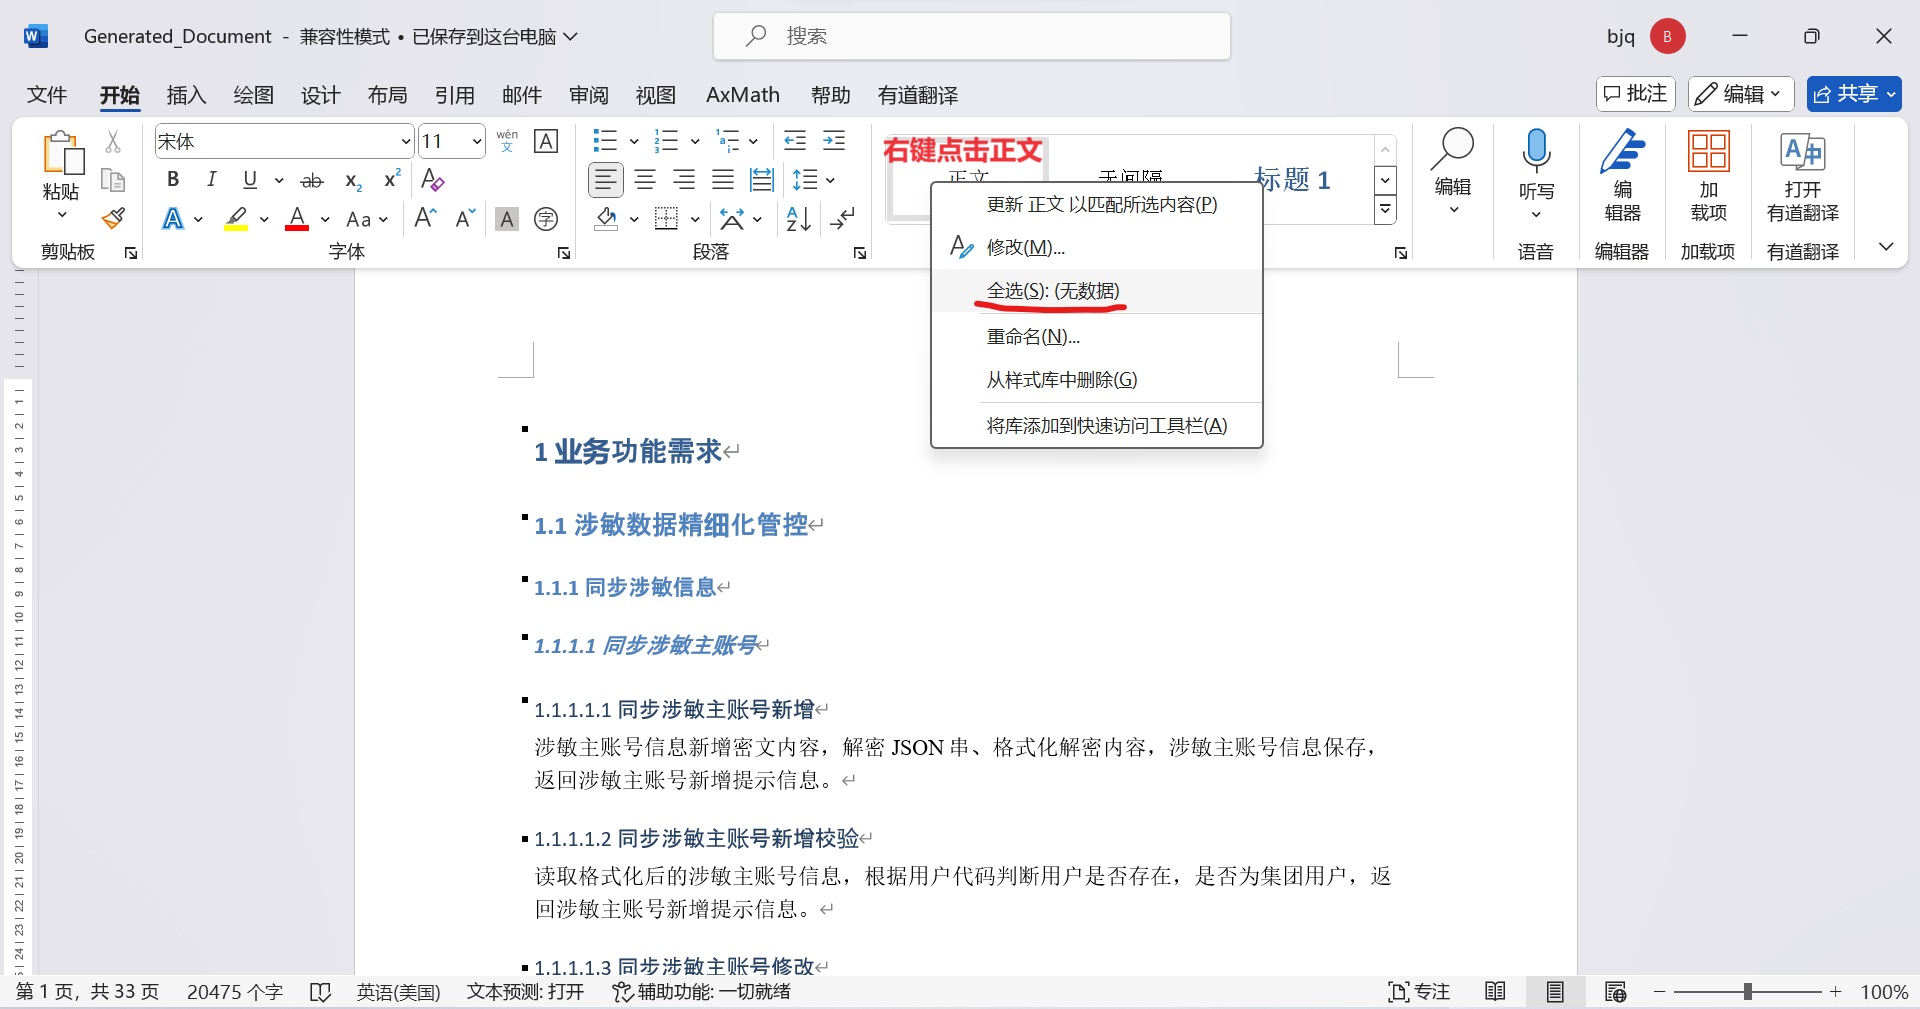 Generated_Document - 兼容性模式 • 已保存到这台电脑
搜索
bjq B
文件 开始 插入 绘图 设计 布局 引用 邮件 审阅 视图 AxMath 帮助 有道翻译
批注 编辑 共享
粘贴
剪贴板
宋体 11 wén 文 A
B I U ab x₂ x² A
A A Aa A A A 字
字体
段落
右键点击正文
正文 无间隔 标题 1
更新 正文 以匹配所选内容(P)
修改(M)...
全选(S): (无数据)
重命名(N)...
从样式库中删除(G)
将库添加到快速访问工具栏(A)
编辑
听写
语音
编
辑器
编辑器
加
载项
加载项
打开
有道翻译
有道翻译
1 业务功能需求↵
1.1 涉敏数据精细化管控↵
1.1.1 同步涉敏信息↵
1.1.1.1 同步涉敏主账号↵
1.1.1.1.1 同步涉敏主账号新增↵
涉敏主账号信息新增密文内容，解密 JSON 串、格式化解密内容，涉敏主账号信息保存，
返回涉敏主账号新增提示信息。↵
1.1.1.1.2 同步涉敏主账号新增校验↵
读取格式化后的涉敏主账号信息，根据用户代码判断用户是否存在，是否为集团用户，返
回涉敏主账号新增提示信息。↵
1.1.1.1.3 同步涉敏主账号修改↵
第 1 页，共 33 页 20475 个字 英语(美国) 文本预测: 打开 辅助功能: 一切就绪
专注 100%